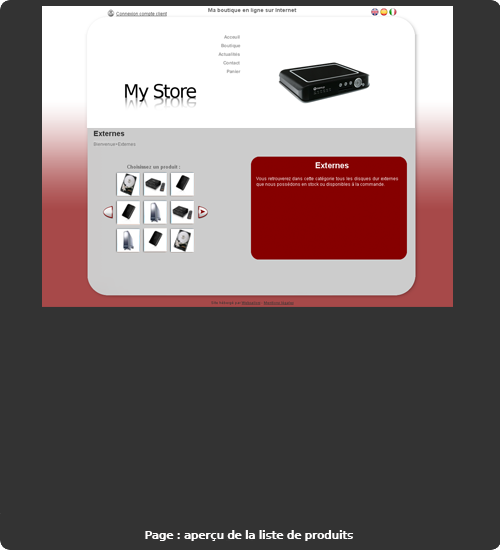 Ma boutique en ligne sur Internet
Connexion compte client
Acceuil
Boutique
Actualités
Contact
Panier
My Store
Externes
Bienvenue>Externes
Choisissez un produit :
Externes
Vous retrouverez dans cette catégorie tous les disques dur externes
que nous possédons en stock ou disponibles à la commande.
Page : aperçu de la liste de produits